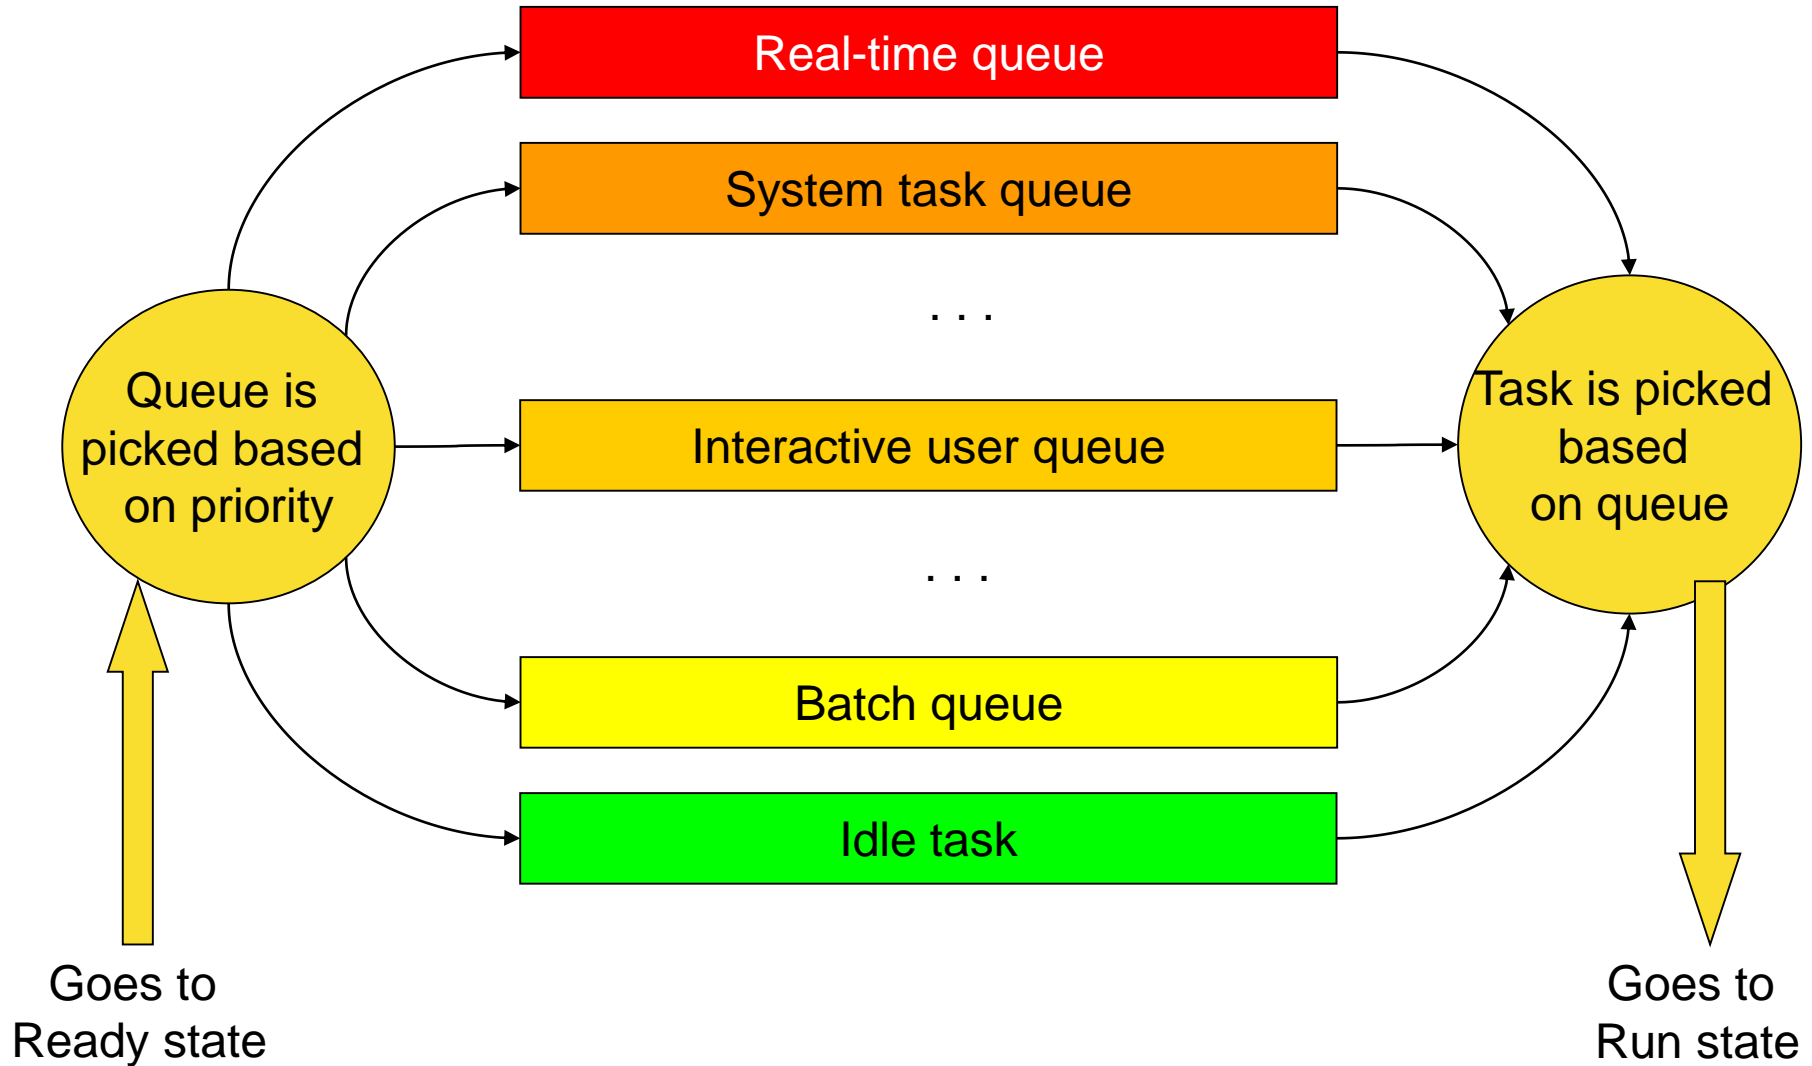 Real-time queue
System task queue
. . .
Queue is
picked based
on priority
Interactive user queue
Task is picked
based
on queue
. . .
Batch queue
Idle task
Goes to
Ready state
Goes to
Run state